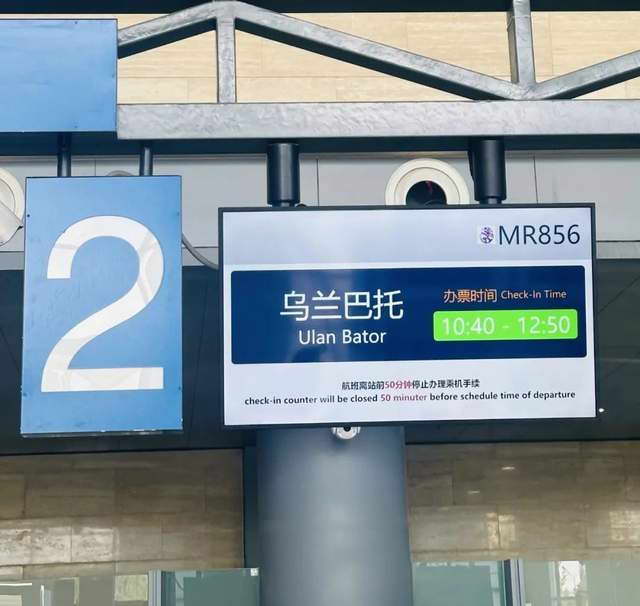 2
MR856
乌兰巴托
Ulan Bator
办票时间 Check-In Time
10:40 - 12:50
航班离站前50分钟停止办理乘机手续
check-in counter will be closed 50 minuter before schedule time of departure